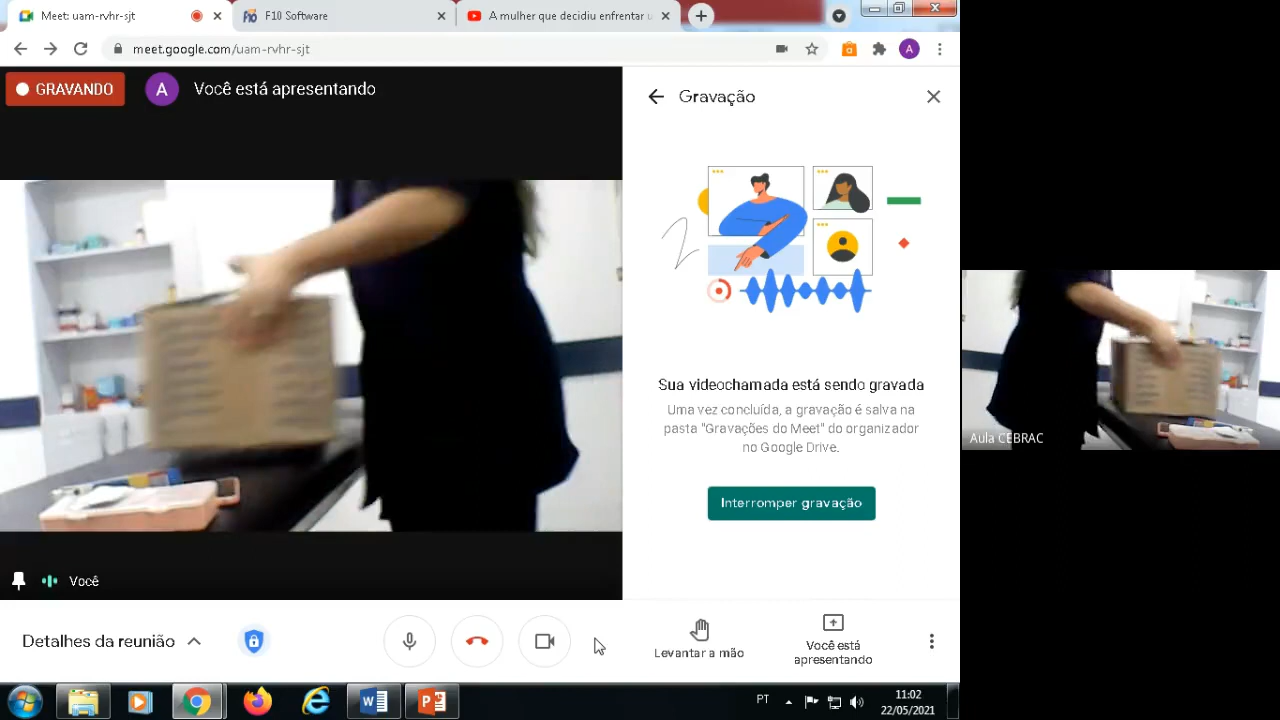 Meet: uam-rvhr-sjt
F10 Software
A mulher que decidiu enfrentar u
meet.google.com/uam-rvhr-sjt
A
GRAVANDO
A
Você está apresentando
Gravação
Sua videochamada está sendo gravada
Uma vez concluída, a gravação é salva na
pasta "Gravações do Meet" do organizador
no Google Drive.
Interromper gravação
Aula CEBRAC
Você
Detalhes da reunião
Levantar a mão
Você está
apresentando
PT
11:02
22/05/2021